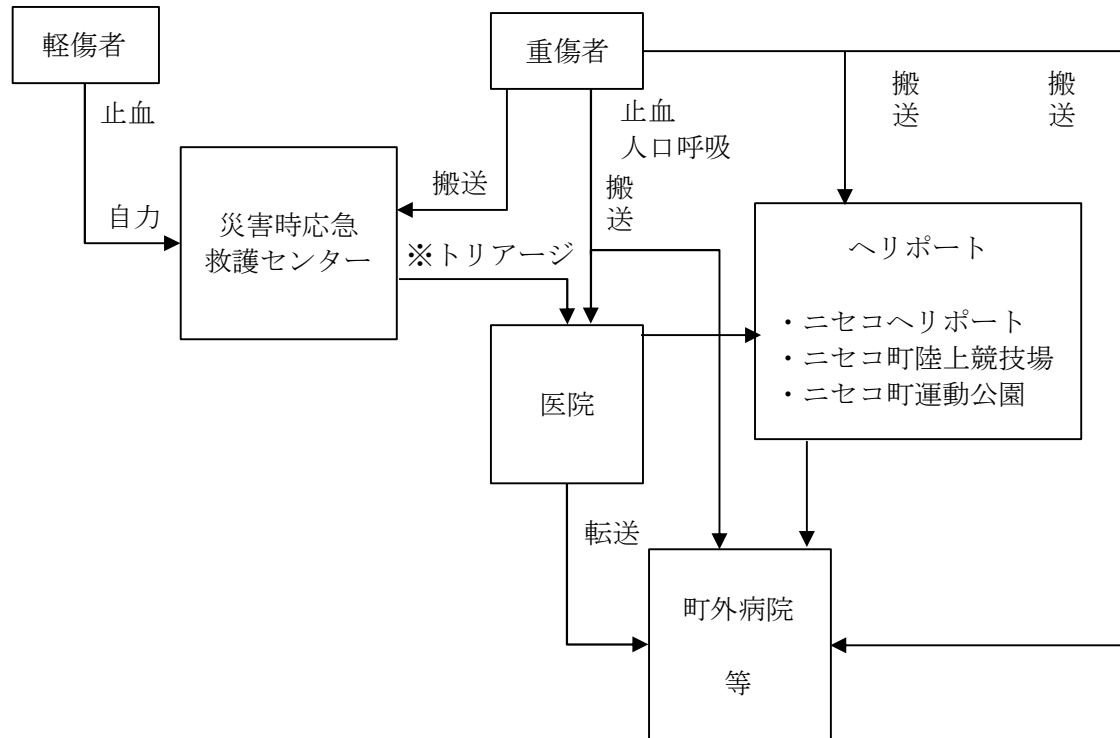 軽傷者
重傷者
止血
止血
人口呼吸
搬送
搬送
搬送
搬送
自力
災害時応急
救護センター
※トリアージ
ヘリポート
・ニセコヘリポート
・ニセコ町陸上競技場
・ニセコ町運動公園
医院
転送
町外病院
等